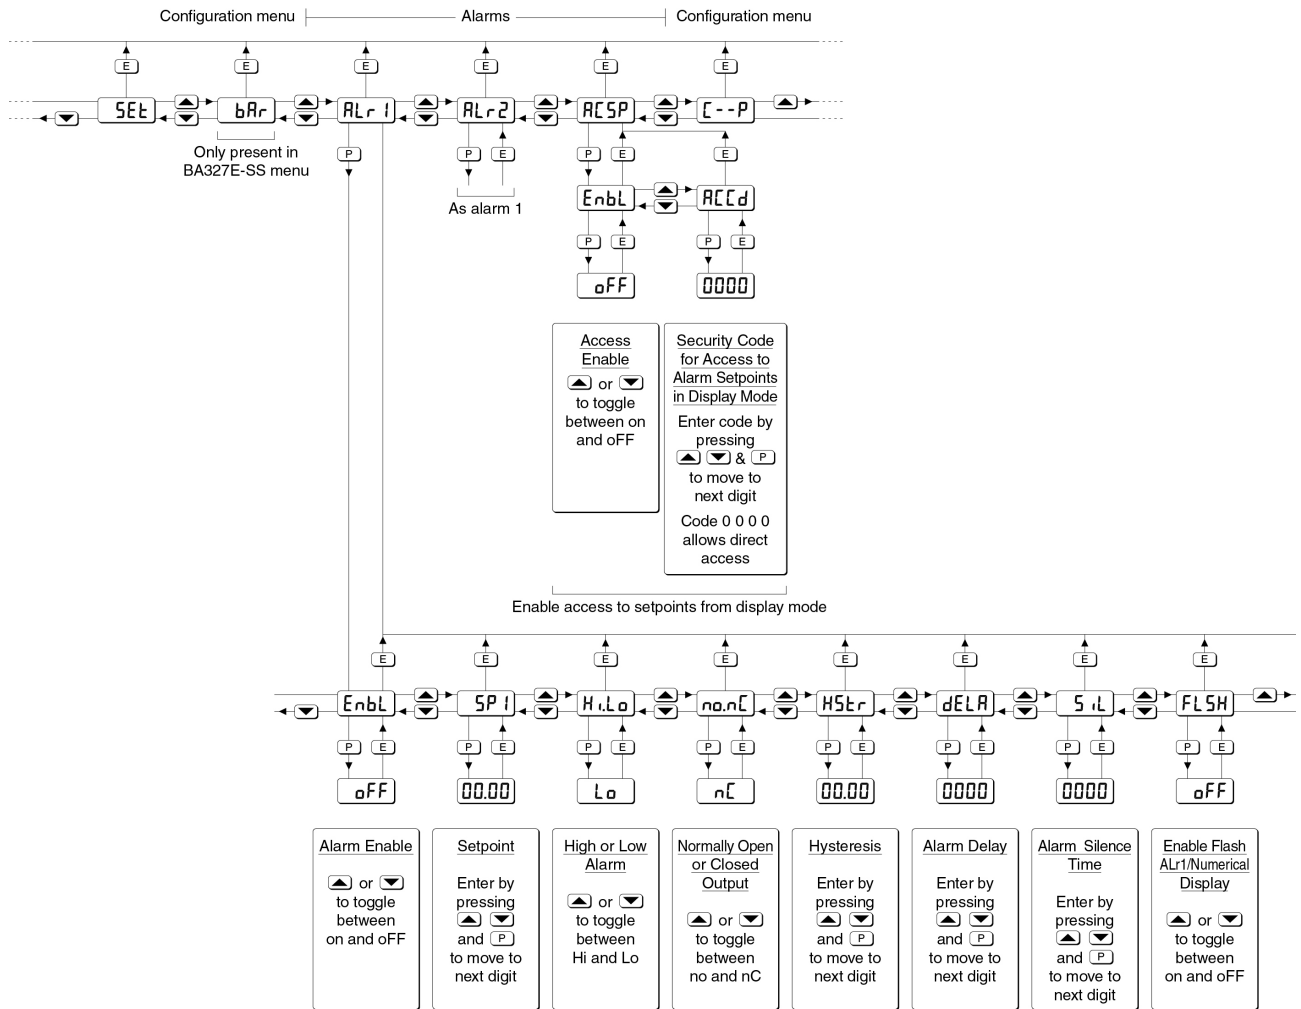 Configuration menu
Alarms
Configuration menu
E E E E E E
SEt bAr ALr1 ALr2 ACSP C--P
Only present in
BA327E-SS menu
P
P E
As alarm 1
P E E
EnbL ACCd
P E P E
oFF 0000
Access
Enable
or
to toggle
between on
and oFF
Security Code
for Access to
Alarm Setpoints
in Display Mode
Enter code by
pressing
& P
to move to
next digit
Code 0 0 0 0
allows direct
access
Enable access to setpoints from display mode
E E E E E E E E
EnbL SP1 Hi.Lo no.nC HStr dELA SiL FLSH
P E P E P E P E P E P E P E P E
oFF 00.00 Lo nC 00.00 0000 0000 oFF
Alarm Enable
or
to toggle
between
on and oFF
Setpoint
Enter by
pressing
and P
to move to
next digit
High or Low
Alarm
or
to toggle
between
Hi and Lo
Normally Open
or Closed
Output
or
to toggle
between
no and nC
Hysteresis
Enter by
pressing
and P
to move to
next digit
Alarm Delay
Enter by
pressing
and P
to move to
next digit
Alarm Silence
Time
Enter by
pressing
and P
to move to
next digit
Enable Flash
ALr1/Numerical
Display
or
to toggle
between
on and oFF